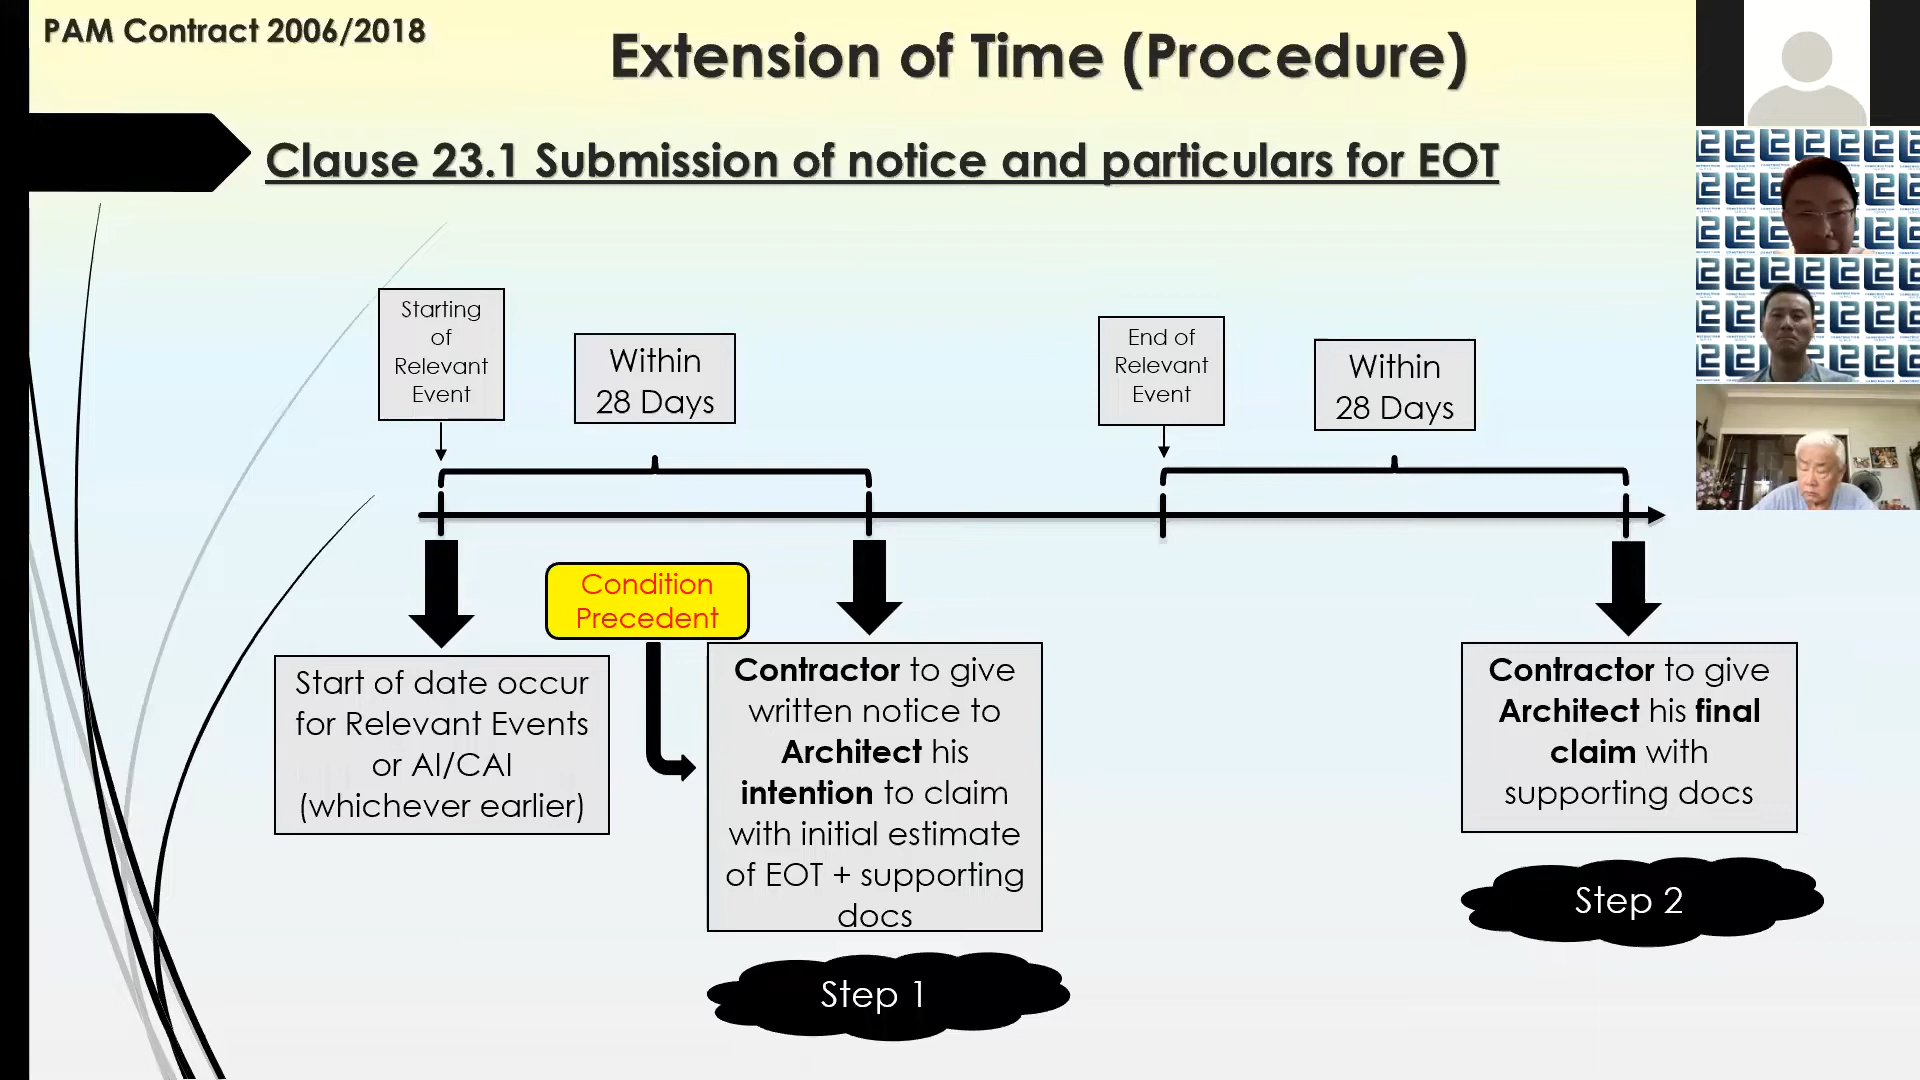 PAM Contract 2006/2018
Extension of Time (Procedure)
Clause 23.1 Submission of notice and particulars for EOT
Starting
of
Relevant
Event
Within
28 Days
End of
Relevant
Event
Within
28 Days
Condition
Precedent
Start of date occur
for Relevant Events
or AI/CAI
(whichever earlier)
Contractor to give
written notice to
Architect his
intention to claim
with initial estimate
of EOT + supporting
docs
Step 1
Contractor to give
Architect his final
claim with
supporting docs
Step 2